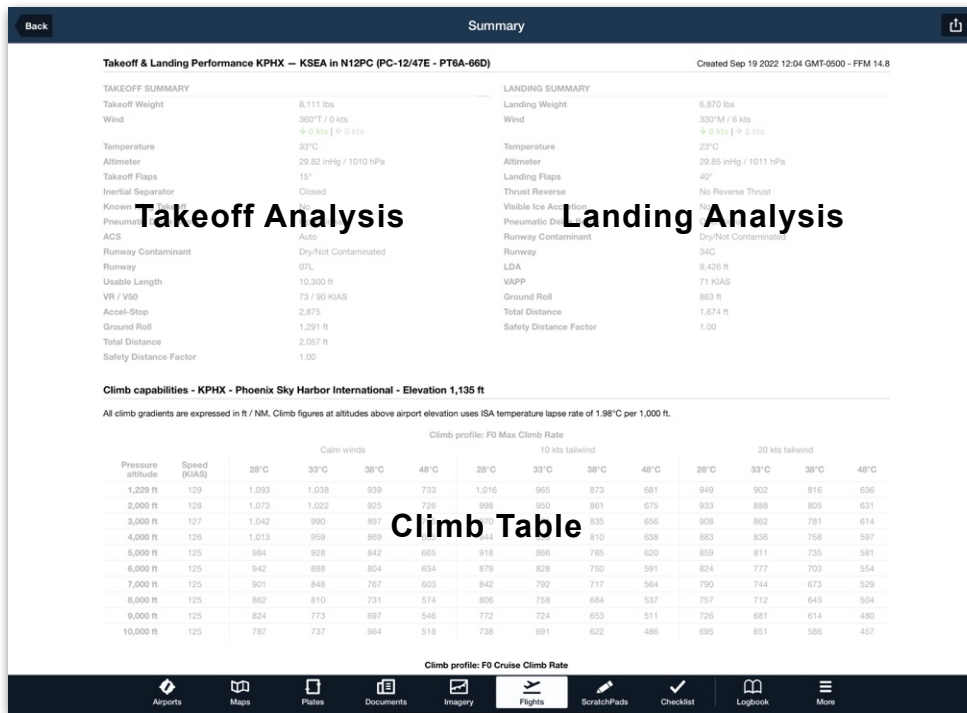 Back
Summary
Takeoff & Landing Performance KPHX — KSEA in N12PC (PC-12/47E - PT6A-66D)
Created Sep 19 2022 12:04 GMT-0500 - FFM 14.8
TAKEOFF SUMMARY
Takeoff Weight 8,111 lbs
Wind 360°T / 0 kts
↓ 0 kts | ← 0 kts
Temperature 33°C
Altimeter 29.82 inHg / 1010 hPa
Takeoff Flaps 15°
Inertial Separator Closed
Known Takeoff No
Pneumatic
ACS Auto
Runway Contaminant Dry/Not Contaminated
Runway 07L
Usable Length 10,300 ft
VR / V50 73 / 90 KIAS
Accel-Stop 2,875
Ground Roll 1,291 ft
Total Distance 2,057 ft
Safety Distance Factor 1.00
Takeoff Analysis
LANDING SUMMARY
Landing Weight 6,870 lbs
Wind 330°M / 6 kts
↓ 6 kts | → 2 kts
Temperature 23°C
Altimeter 29.85 inHg / 1011 hPa
Landing Flaps 40°
Thrust Reverse No Reverse Thrust
Visible Ice
Pneumatic
Runway Contaminant Dry/Not Contaminated
Runway 34C
LDA 9,426 ft
VAPP 71 KIAS
Ground Roll 863 ft
Total Distance 1,674 ft
Safety Distance Factor 1.00
Landing Analysis
Climb capabilities - KPHX - Phoenix Sky Harbor International - Elevation 1,135 ft
All climb gradients are expressed in ft / NM. Climb figures at altitudes above airport elevation uses ISA temperature lapse rate of 1.98°C per 1,000 ft.
Climb profile: F0 Max Climb Rate
Calm winds 10 kts tailwind 20 kts tailwind
Pressure altitude Speed (KIAS) 28°C 33°C 38°C 48°C 28°C 33°C 38°C 48°C 28°C 33°C 38°C 48°C
1,229 ft 129 1,093 1,038 939 733 1,016 965 873 681 949 902 816 636
2,000 ft 128 1,073 1,022 925 726 998 950 861 675 933 888 805 631
3,000 ft 127 1,042 990 897 835 656 908 862 781 614
4,000 ft 126 1,013 959 869 810 638 883 836 758 597
5,000 ft 125 984 928 842 665 918 866 785 620 859 811 735 581
6,000 ft 125 942 888 804 634 879 828 750 591 824 777 703 554
7,000 ft 125 901 848 767 603 842 792 717 564 790 744 673 529
8,000 ft 125 862 810 731 574 806 758 684 537 757 712 643 504
9,000 ft 125 824 773 697 546 772 724 653 511 726 681 614 480
10,000 ft 125 787 737 664 518 738 691 622 486 695 651 586 457
Climb Table
Climb profile: F0 Cruise Climb Rate
Airports Maps Plates Documents Imagery Flights ScratchPads Checklist Logbook More